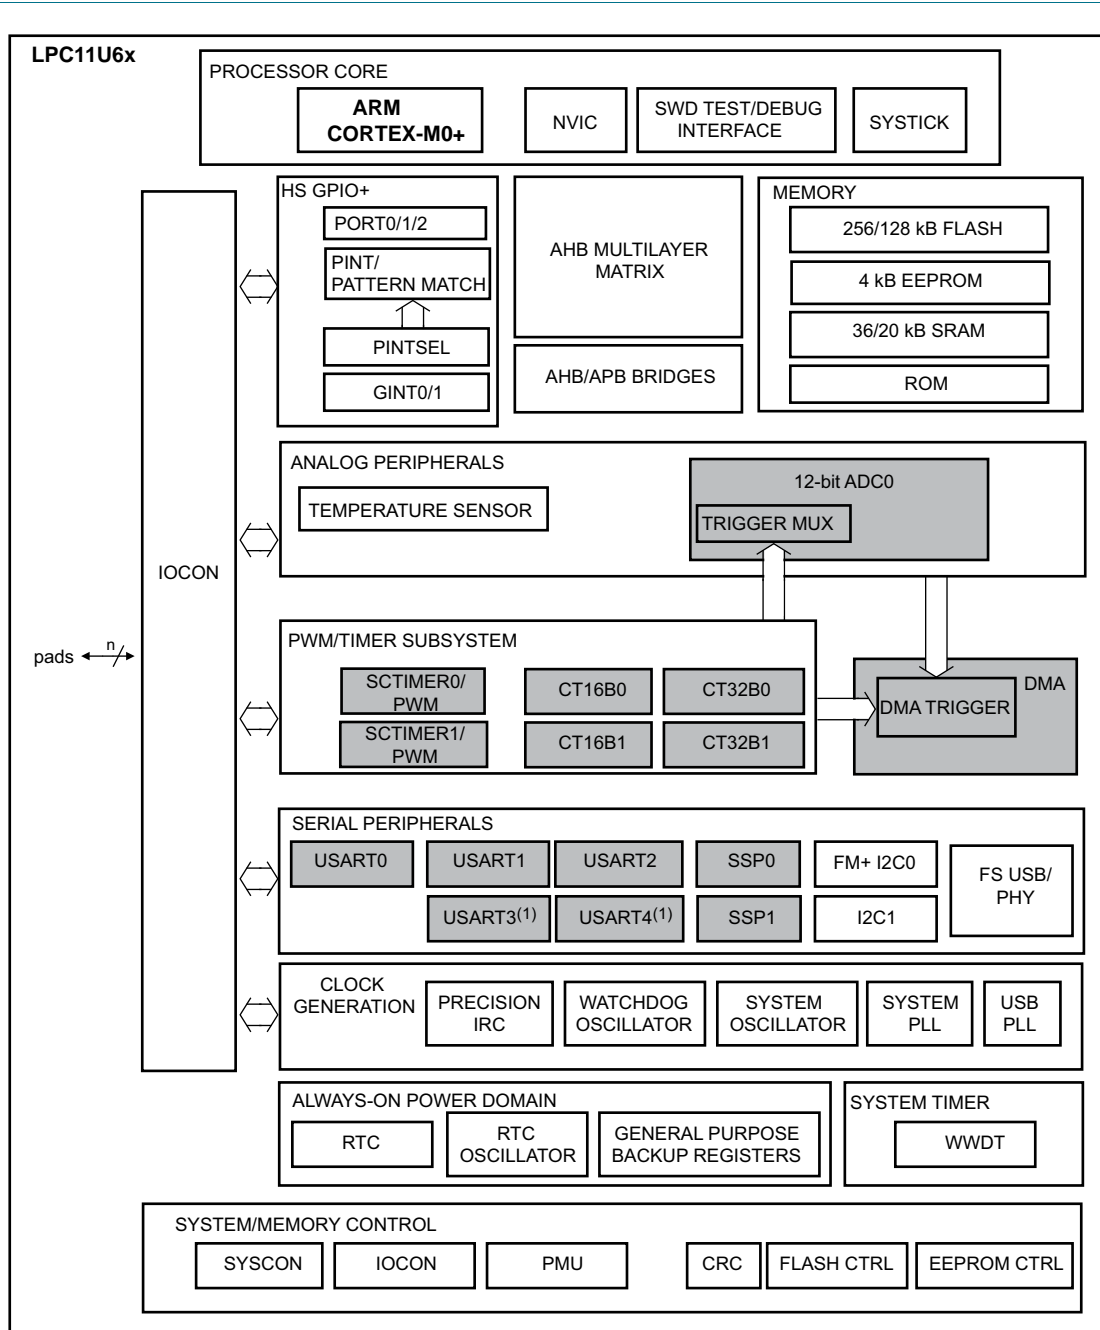 LPC11U6x
PROCESSOR CORE
ARM
CORTEX-M0+
NVIC
SWD TEST/DEBUG
INTERFACE
SYSTICK
HS GPIO+
PORT0/1/2
PINT/
PATTERN MATCH
PINTSEL
GINT0/1
AHB MULTILAYER
MATRIX
AHB/APB BRIDGES
MEMORY
256/128 kB FLASH
4 kB EEPROM
36/20 kB SRAM
ROM
IOCON
pads
n
ANALOG PERIPHERALS
TEMPERATURE SENSOR
12-bit ADC0
TRIGGER MUX
PWM/TIMER SUBSYSTEM
SCTIMER0/
PWM
CT16B0
CT32B0
SCTIMER1/
PWM
CT16B1
CT32B1
DMA
DMA TRIGGER
SERIAL PERIPHERALS
USART0
USART1
USART2
SSP0
FM+ I2C0
FS USB/
PHY
USART3(1)
USART4(1)
SSP1
I2C1
CLOCK
GENERATION
PRECISION
IRC
WATCHDOG
OSCILLATOR
SYSTEM
OSCILLATOR
SYSTEM
PLL
USB
PLL
ALWAYS-ON POWER DOMAIN
RTC
RTC
OSCILLATOR
GENERAL PURPOSE
BACKUP REGISTERS
SYSTEM TIMER
WWDT
SYSTEM/MEMORY CONTROL
SYSCON
IOCON
PMU
CRC
FLASH CTRL
EEPROM CTRL